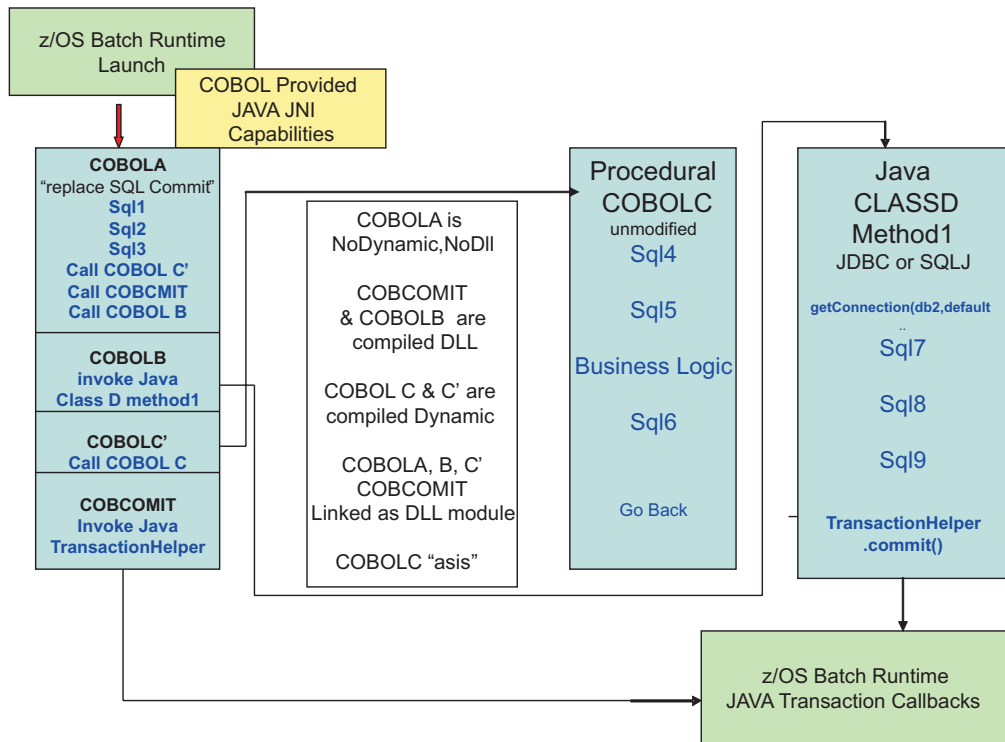 z/OS Batch Runtime
Launch
COBOL Provided
JAVA JNI
Capabilities
COBOLA
“replace SQL Commit”
Sql1
Sql2
Sql3
Call COBOL C’
Call COBCMIT
Call COBOL B
COBOLB
invoke Java
Class D method1
COBOLC’
Call COBOL C
COBCOMIT
Invoke Java
TransactionHelper
COBOLA is
NoDynamic,NoDll
COBCOMIT
& COBOLB are
compiled DLL
COBOL C & C’ are
compiled Dynamic
COBOLA, B, C’
COBCOMIT
Linked as DLL module
COBOLC “asis”
Procedural
COBOLC
unmodified
Sql4
Sql5
Business Logic
Sql6
Go Back
Java
CLASSD
Method1
JDBC or SQLJ
getConnection(db2,default
..
Sql7
Sql8
Sql9
TransactionHelper
.commit()
z/OS Batch Runtime
JAVA Transaction Callbacks